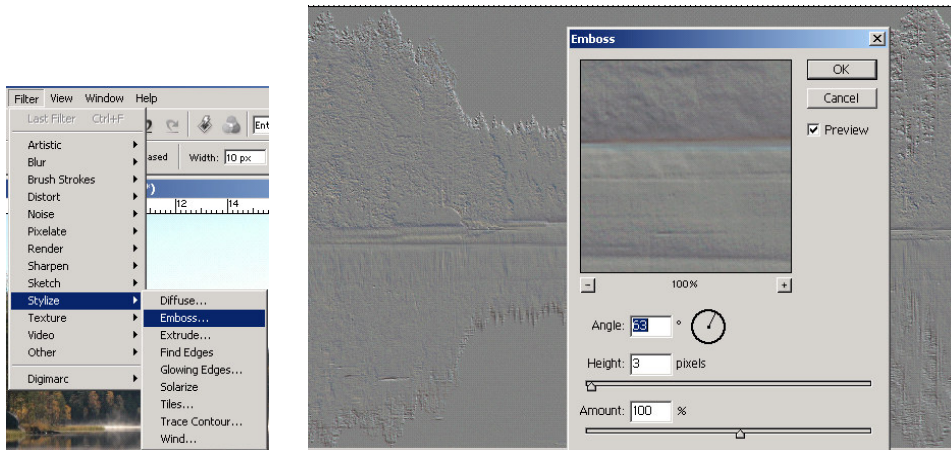 Filter View Window Help
Last Filter Ctrl+F
Artistic
Blur
Brush Strokes
Distort
Noise
Pixelate
Render
Sharpen
Sketch
Stylize
Texture
Video
Other
Digimarc
ased Width: 10 px
12 14
Diffuse...
Emboss...
Extrude...
Find Edges
Glowing Edges...
Solarize
Tiles...
Trace Contour...
Wind...
Emboss
OK
Cancel
Preview
- 100% +
Angle: 63 °
Height: 3 pixels
Amount: 100 %